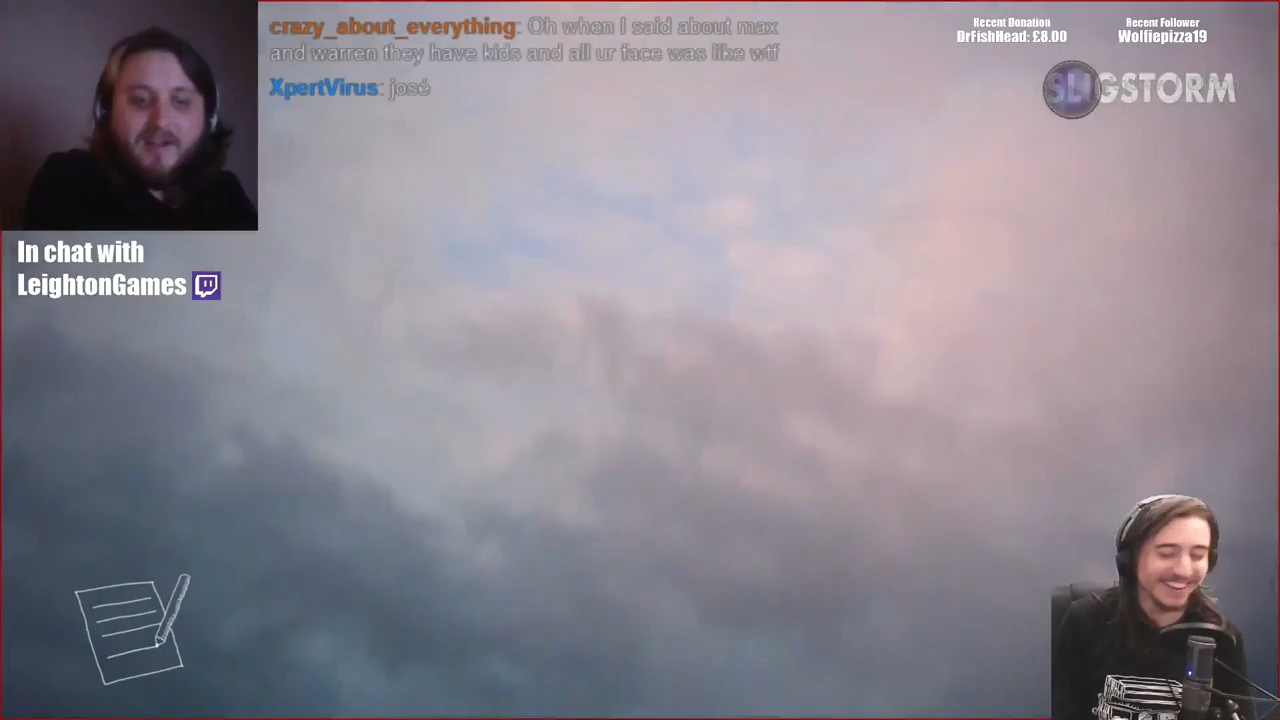 crazy_about_everything: Oh when I said about max
and warren they have kids and all ur face was like wtf
XpertVirus: josé
Recent Donation
DrFishHead: £8.00
Recent Follower
Wolfiepizza19
SLIGSTORM
In chat with
LeightonGames